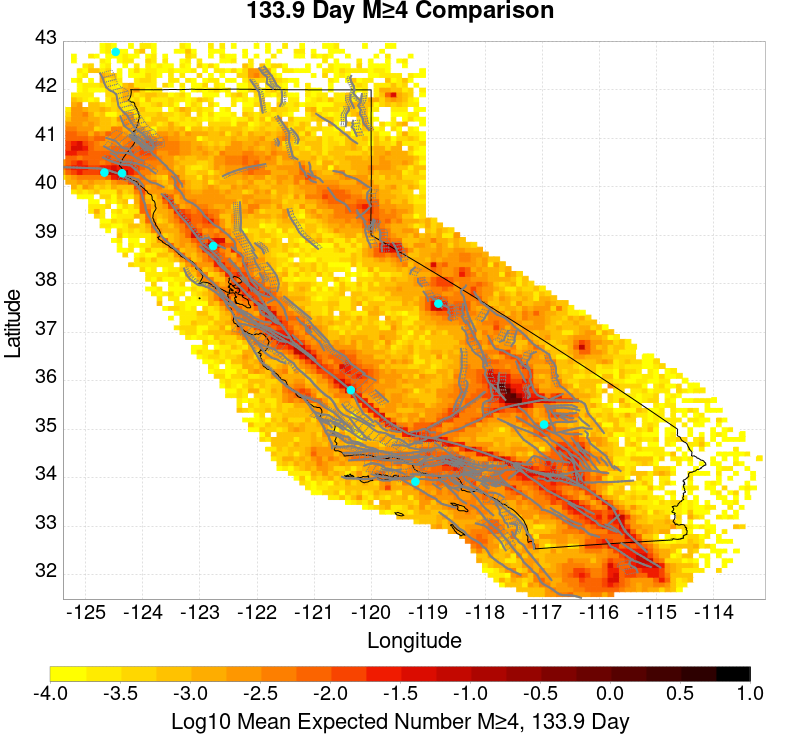 133.9 Day M≥4 Comparison
43
42
41
40
39
38
37
36
35
34
33
32
Latitude
-125 -124 -123 -122 -121 -120 -119 -118 -117 -116 -115 -114
Longitude
-4.0 -3.5 -3.0 -2.5 -2.0 -1.5 -1.0 -0.5 0.0 0.5 1.0
Log10 Mean Expected Number M≥4, 133.9 Day